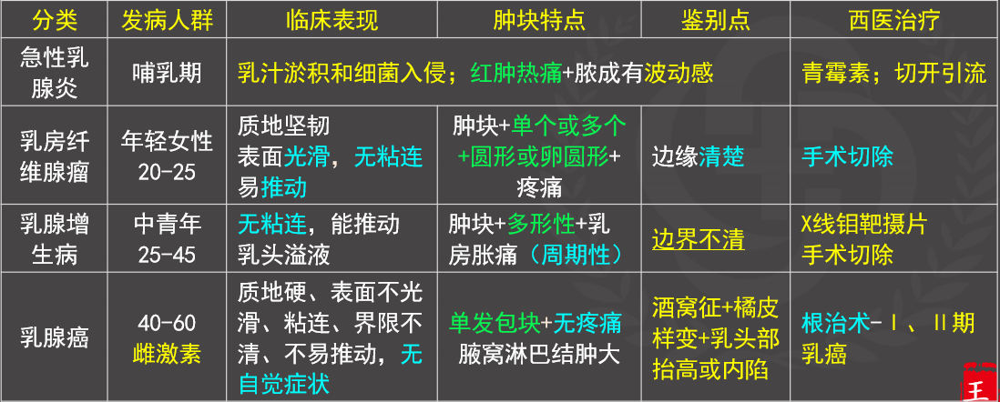 分类 发病人群 临床表现 肿块特点 鉴别点 西医治疗
急性乳
腺炎
哺乳期
乳汁淤积和细菌入侵；红肿热痛+脓成有波动感
青霉素；切开引流
乳房纤
维腺瘤
年轻女性
20-25
质地坚韧
表面光滑，无粘连
易推动
肿块+单个或多个
+圆形或卵圆形+
疼痛
边缘清楚
手术切除
乳腺增
生病
中青年
25-45
无粘连，能推动
乳头溢液
肿块+多形性+乳
房胀痛（周期性）
边界不清
X线钼靶摄片
手术切除
乳腺癌
40-60
雌激素
质地硬、表面不光
滑、粘连、界限不
清、不易推动，无
自觉症状
单发包块+无疼痛
腋窝淋巴结肿大
酒窝征+橘皮
样变+乳头部
抬高或内陷
根治术-Ⅰ、Ⅱ期
乳癌
王